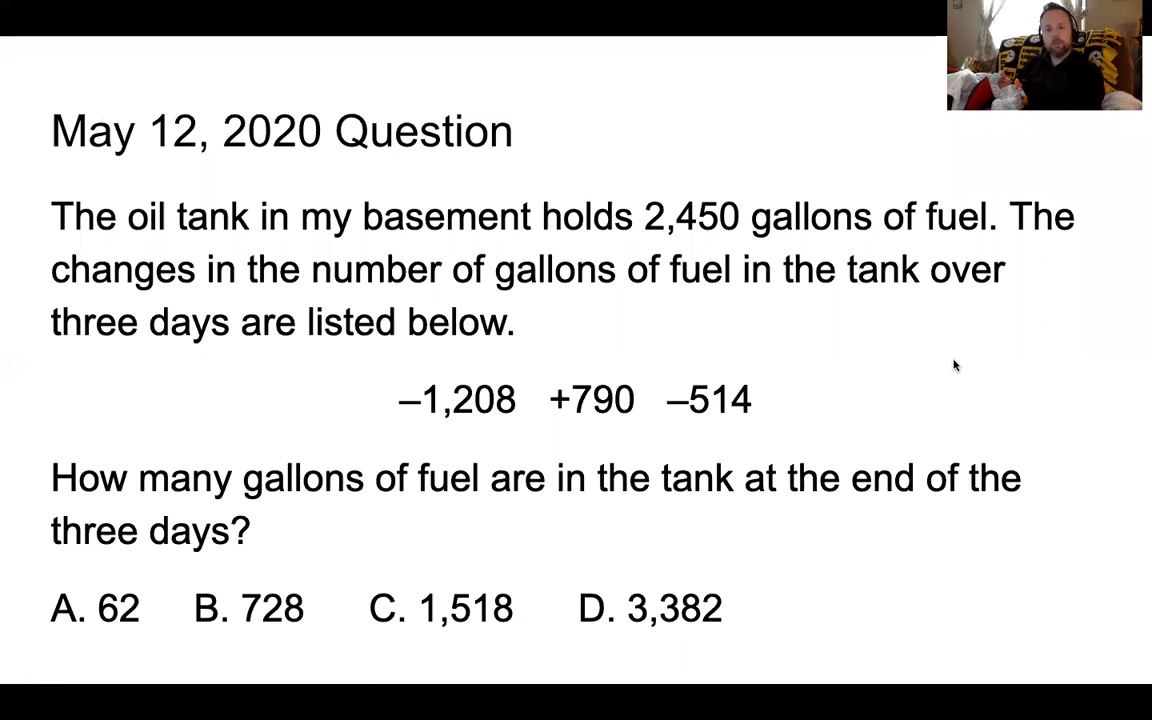 May 12, 2020 Question
The oil tank in my basement holds 2,450 gallons of fuel. The
changes in the number of gallons of fuel in the tank over
three days are listed below.
–1,208 +790 –514
How many gallons of fuel are in the tank at the end of the
three days?
A. 62 B. 728 C. 1,518 D. 3,382